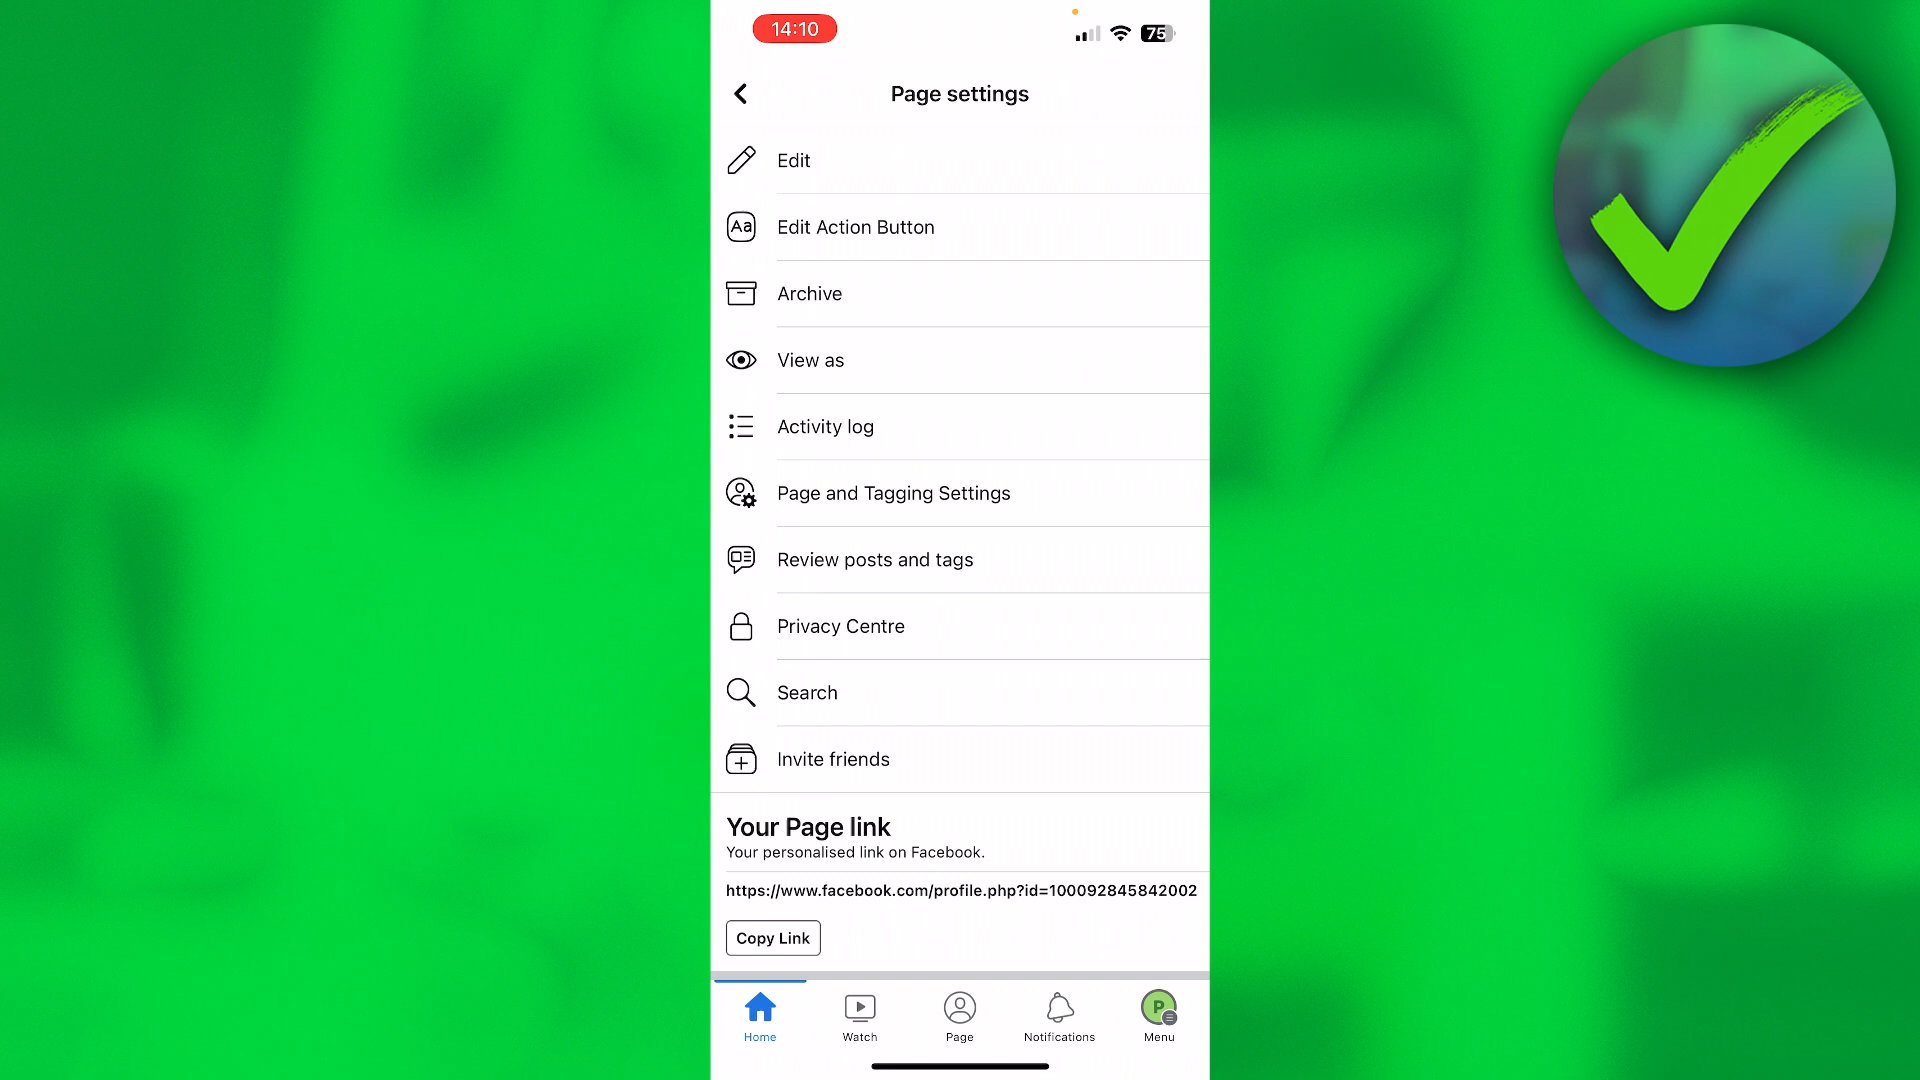 14:10
75
Page settings
Edit
Aa
Edit Action Button
Archive
View as
Activity log
Page and Tagging Settings
Review posts and tags
Privacy Centre
Search
Invite friends
Your Page link
Your personalised link on Facebook.
https://www.facebook.com/profile.php?id=100092845842002
Copy Link
P
Home
Watch
Page
Notifications
Menu